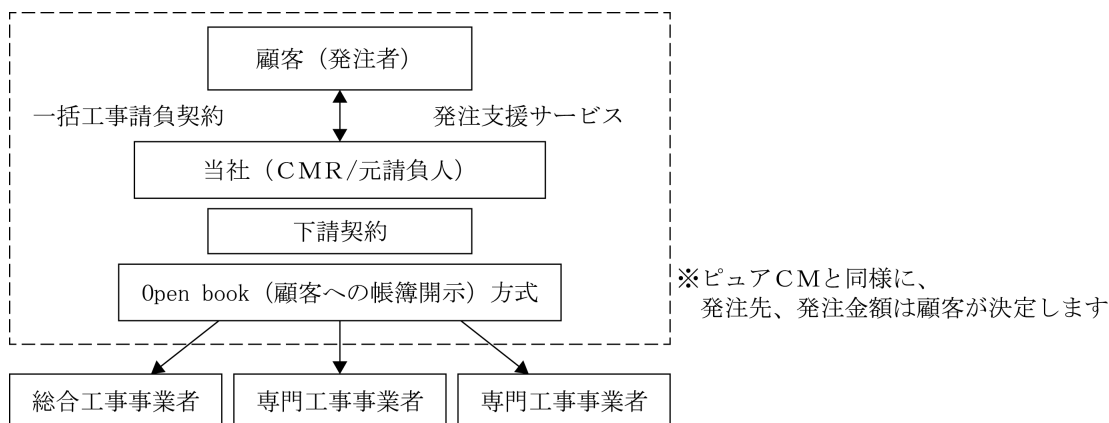 顧客（発注者）
一括工事請負契約
発注支援サービス
当社（ＣＭＲ/元請負人）
下請契約
Open book（顧客への帳簿開示）方式
※ピュアＣＭと同様に、
発注先、発注金額は顧客が決定します
総合工事事業者
専門工事事業者
専門工事事業者